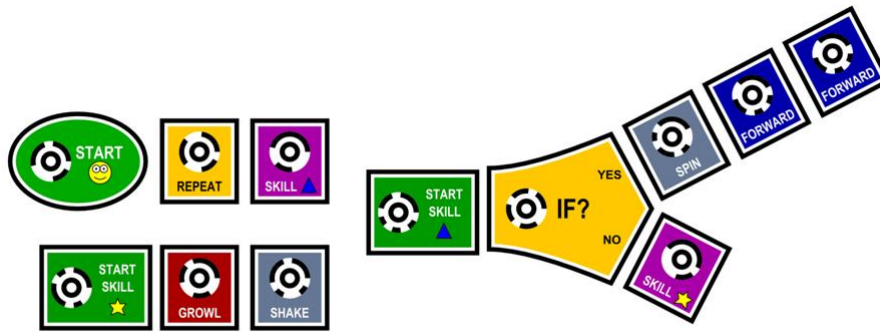 START
REPEAT
SKILL
START
SKILL
GROWL
SHAKE
START
SKILL
IF?
YES
NO
SPIN
FORWARD
FORWARD
SKILL